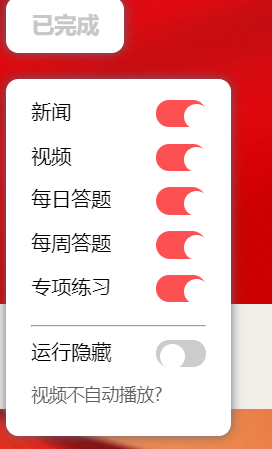 已完成
新闻
视频
每日答题
每周答题
专项练习
运行隐藏
视频不自动播放?